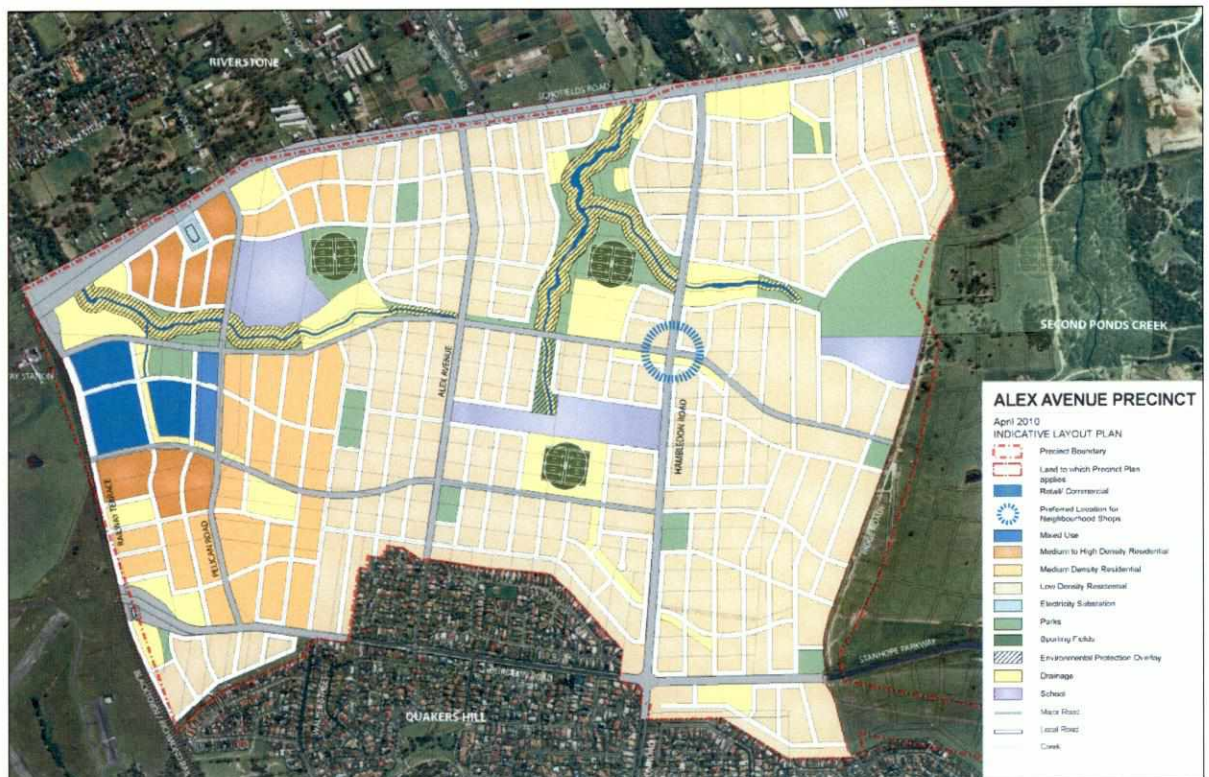 RIVERSTONE
SCHOFIELDS ROAD
SECOND PONDS CREEK
ALEX AVENUE
HAMBLEDON ROAD
RAILWAY TERRACE
PELICAN ROAD
STANHOPE PARKWAY
QUAKERS HILL
ALEX AVENUE PRECINCT
April 2010
INDICATIVE LAYOUT PLAN
Precinct Boundary
Land to which Precinct Plan
applies
Retail/ Commercial
Preferred Location for
Neighbourhood Shops
Mixed Use
Medium to High Density Residential
Medium Density Residential
Low Density Residential
Electricity Substation
Parks
Sporting Fields
Environmental Protection Overlay
Drainage
School
Major Road
Local Road
Creek